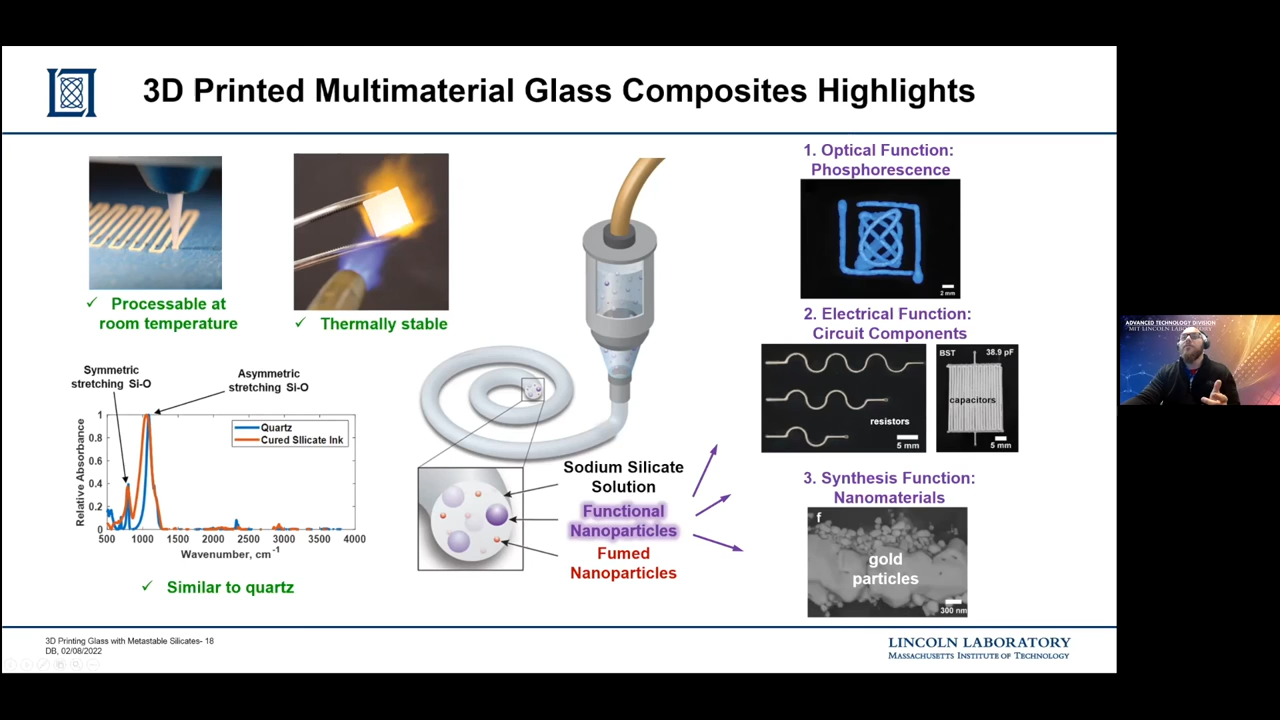 3D Printed Multimaterial Glass Composites Highlights
✓ Processable at
room temperature
✓ Thermally stable
Symmetric
stretching Si-O
Asymmetric
stretching Si-O
Relative Absorbance
1
0.8
0.6
0.4
0.2
0
Quartz
Cured SIlicate Ink
500 1000 1500 2000 2500 3000 3500 4000
Wavenumber, cm-1
✓ Similar to quartz
Sodium Silicate
Solution
Functional
Nanoparticles
Fumed
Nanoparticles
1. Optical Function:
Phosphorescence
2 mm
2. Electrical Function:
Circuit Components
resistors
5 mm
BST 38.9 pF
capacitors
5 mm
3. Synthesis Function:
Nanomaterials
f
gold
particles
300 nm
3D Printing Glass with Metastable Silicates- 18
DB, 02/08/2022
LINCOLN LABORATORY
MASSACHUSETTS INSTITUTE OF TECHNOLOGY
ADVANCED TECHNOLOGY DIVISION
MIT LINCOLN LABORATORY